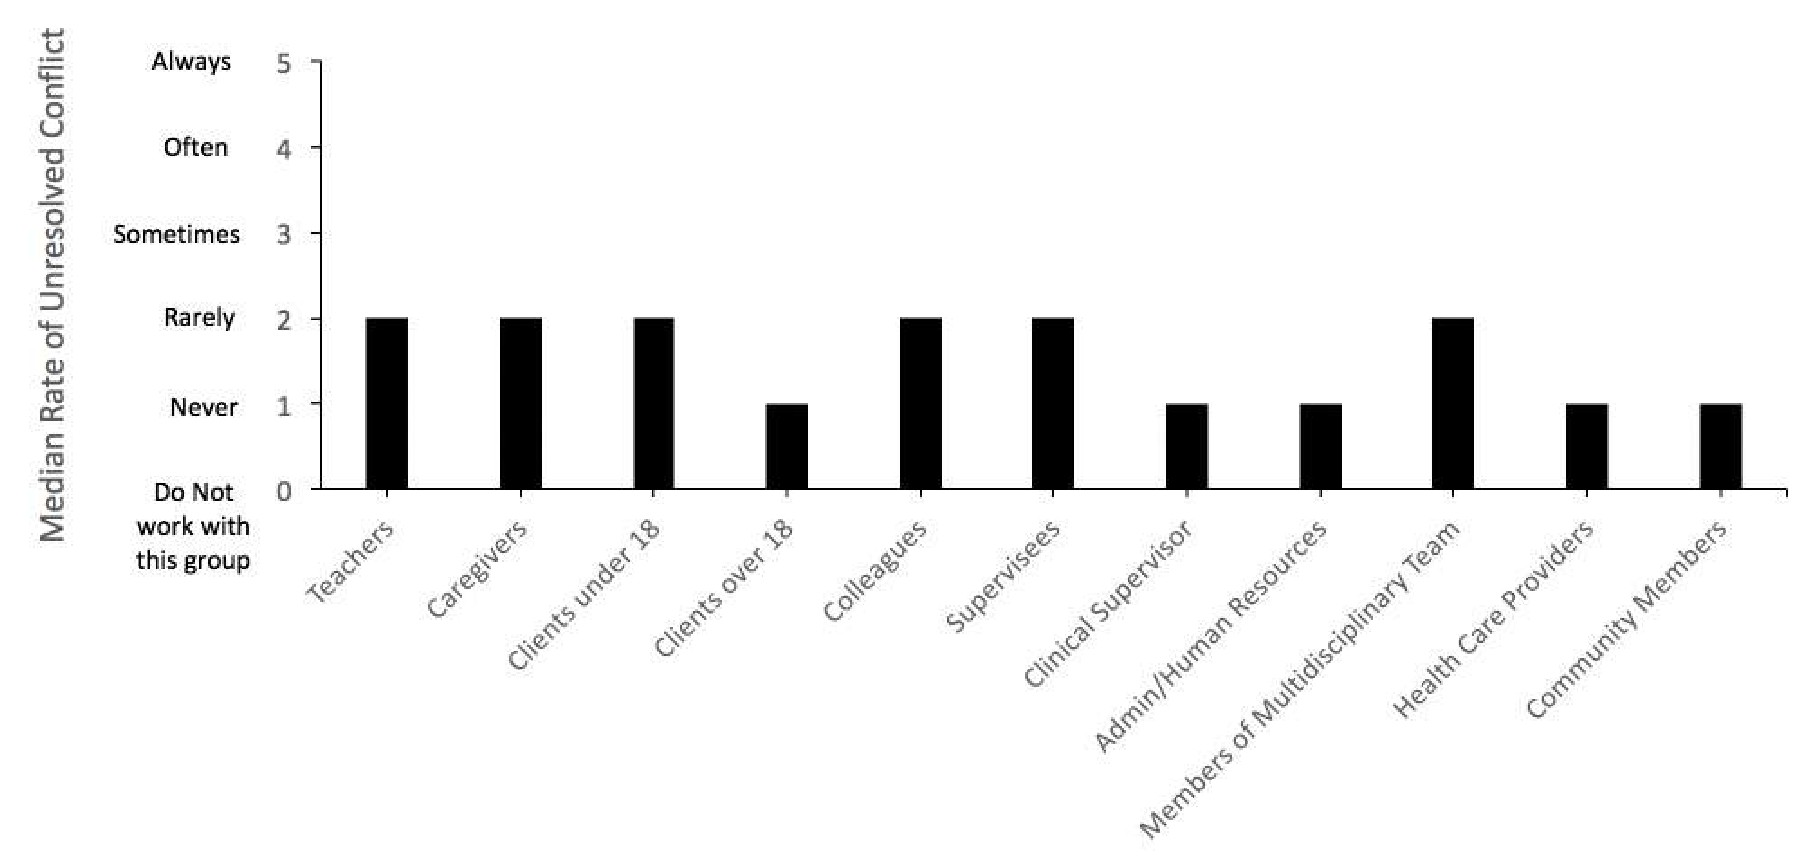 Median Rate of Unresolved Conflict
Always 5
Often 4
Sometimes 3
Rarely 2
Never 1
Do Not 0
work with
this group
Teachers
Caregivers
Clients under 18
Clients over 18
Colleagues
Supervisees
Clinical Supervisor
Admin/Human Resources
Members of Multidisciplinary Team
Health Care Providers
Community Members